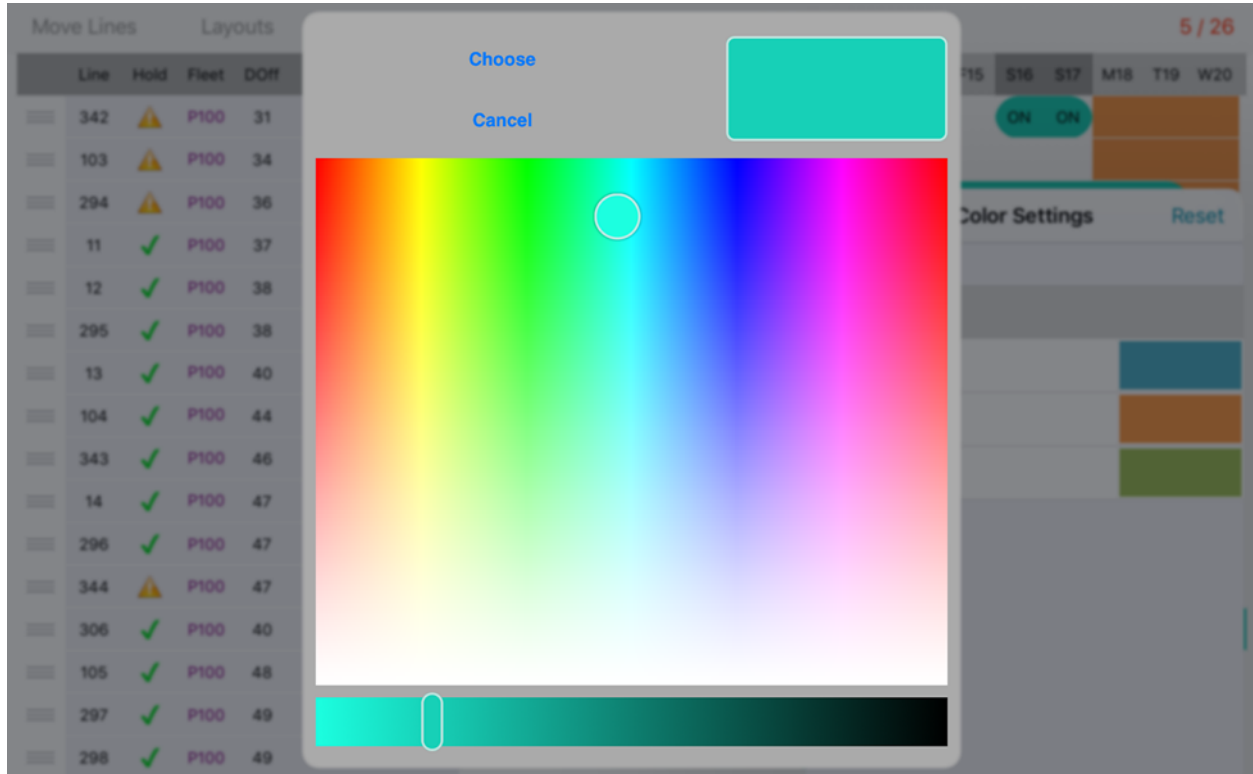 Move Lines Layouts 5 / 26
Choose
Cancel
Line Hold Fleet DOff F15 S16 S17 M18 T19 W20
342 P100 31 ON ON
103 P100 34
294 P100 36
Color Settings Reset
11 P100 37
12 P100 38
295 P100 38
13 P100 40
104 P100 44
343 P100 46
14 P100 47
296 P100 47
344 P100 47
306 P100 40
105 P100 48
297 P100 49
298 P100 49